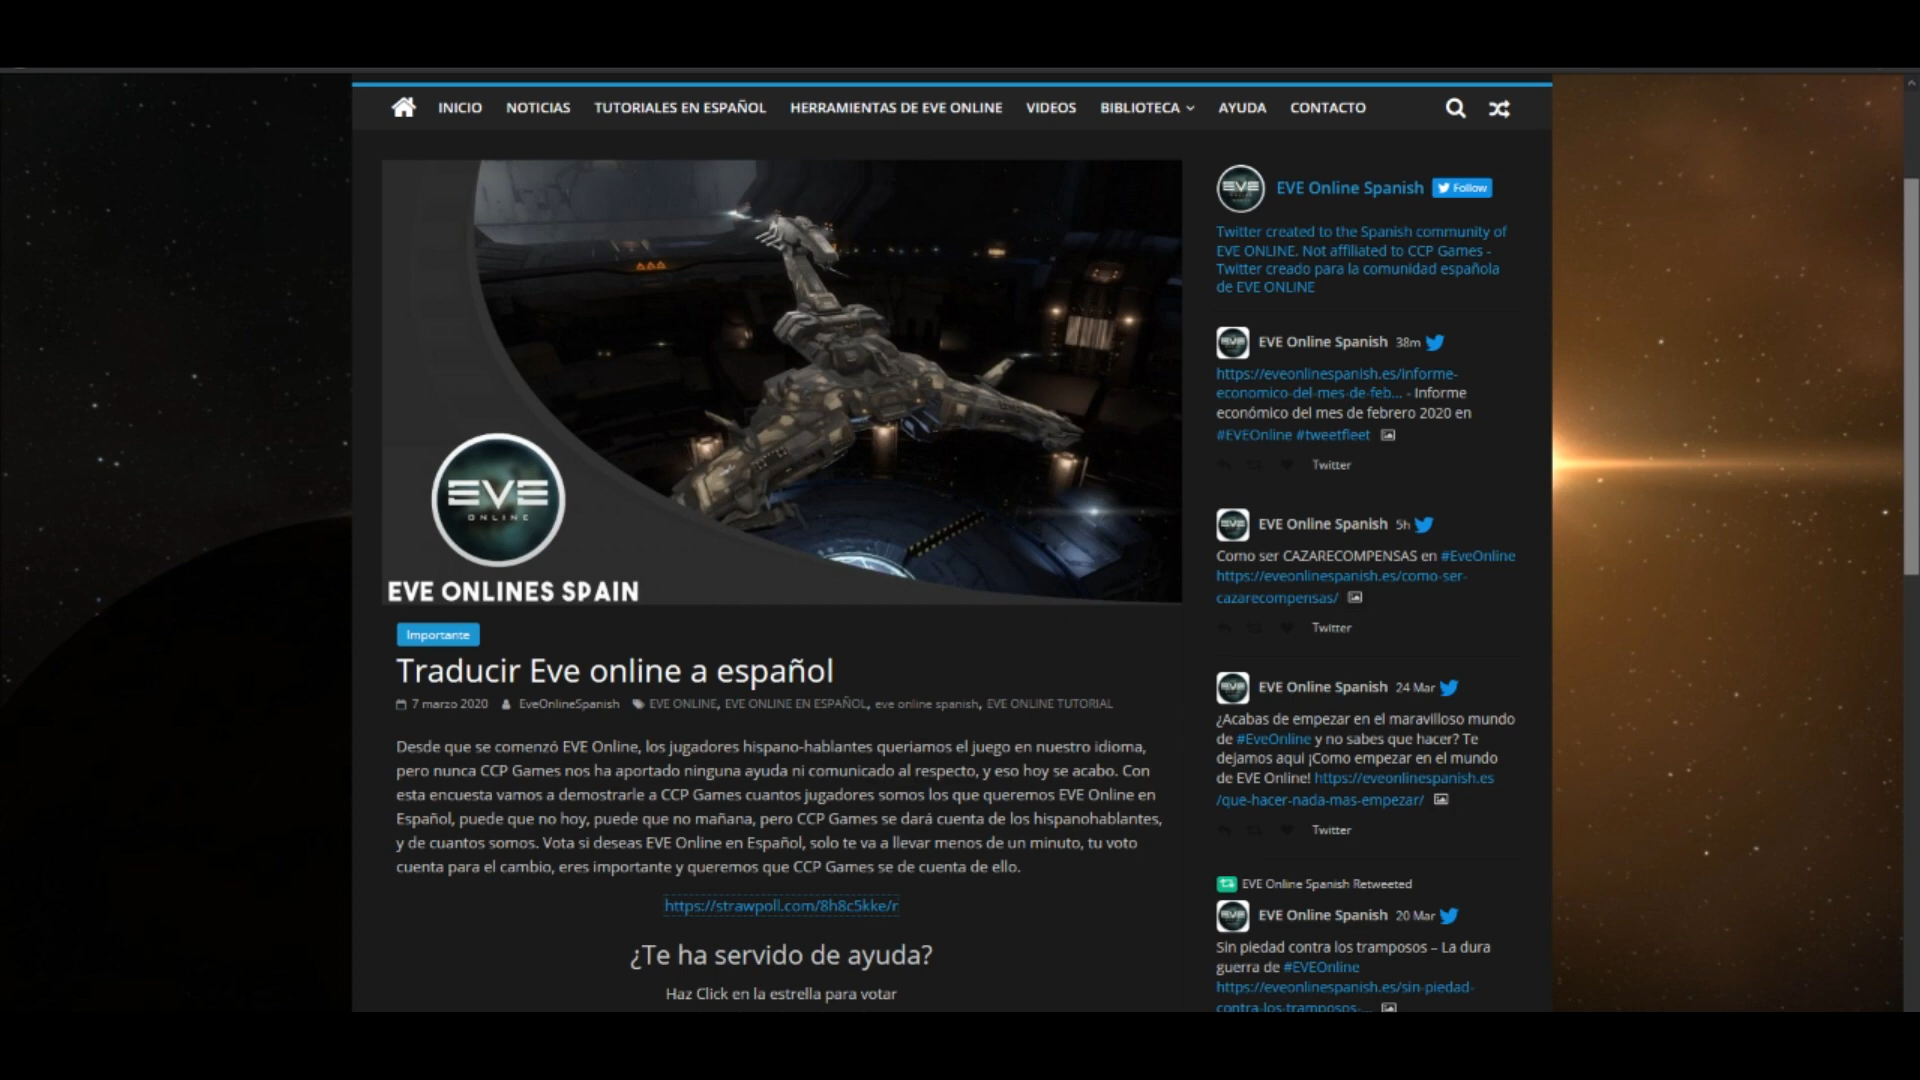 INICIO NOTICIAS TUTORIALES EN ESPAÑOL HERRAMIENTAS DE EVE ONLINE VIDEOS BIBLIOTECA AYUDA CONTACTO
EVE
ONLINE
EVE ONLINES SPAIN
Importante
Traducir Eve online a español
7 marzo 2020 EveOnlineSpanish EVE ONLINE, EVE ONLINE EN ESPAÑOL, eve online spanish, EVE ONLINE TUTORIAL
Desde que se comenzó EVE Online, los jugadores hispano-hablantes queriamos el juego en nuestro idioma,
pero nunca CCP Games nos ha aportado ninguna ayuda ni comunicado al respecto, y eso hoy se acabo. Con
esta encuesta vamos a demostrarle a CCP Games cuantos jugadores somos los que queremos EVE Online en
Español, puede que no hoy, puede que no mañana, pero CCP Games se dará cuenta de los hispanohablantes,
y de cuantos somos. Vota si deseas EVE Online en Español, solo te va a llevar menos de un minuto, tu voto
cuenta para el cambio, eres importante y queremos que CCP Games se de cuenta de ello.
https://strawpoll.com/8h8c5kke/r
¿Te ha servido de ayuda?
Haz Click en la estrella para votar
EVE Online Spanish Follow
Twitter created to the Spanish community of
EVE ONLINE. Not affiliated to CCP Games -
Twitter creado para la comunidad española
de EVE ONLINE
EVE Online Spanish 38m
https://eveonlinespanish.es/informe-
economico-del-mes-de-feb... - Informe
económico del mes de febrero 2020 en
#EVEOnline #tweetfleet
Twitter
EVE Online Spanish 5h
Como ser CAZARECOMPENSAS en #EveOnline
https://eveonlinespanish.es/como-ser-
cazarecompensas/
Twitter
EVE Online Spanish 24 Mar
¿Acabas de empezar en el maravilloso mundo
de #EveOnline y no sabes que hacer? Te
dejamos aqui ¡Como empezar en el mundo
de EVE Online! https://eveonlinespanish.es
/que-hacer-nada-mas-empezar/
Twitter
EVE Online Spanish Retweeted
EVE Online Spanish 20 Mar
Sin piedad contra los tramposos – La dura
guerra de #EVEOnline
https://eveonlinespanish.es/sin-piedad-
contra-los-tramposos-...